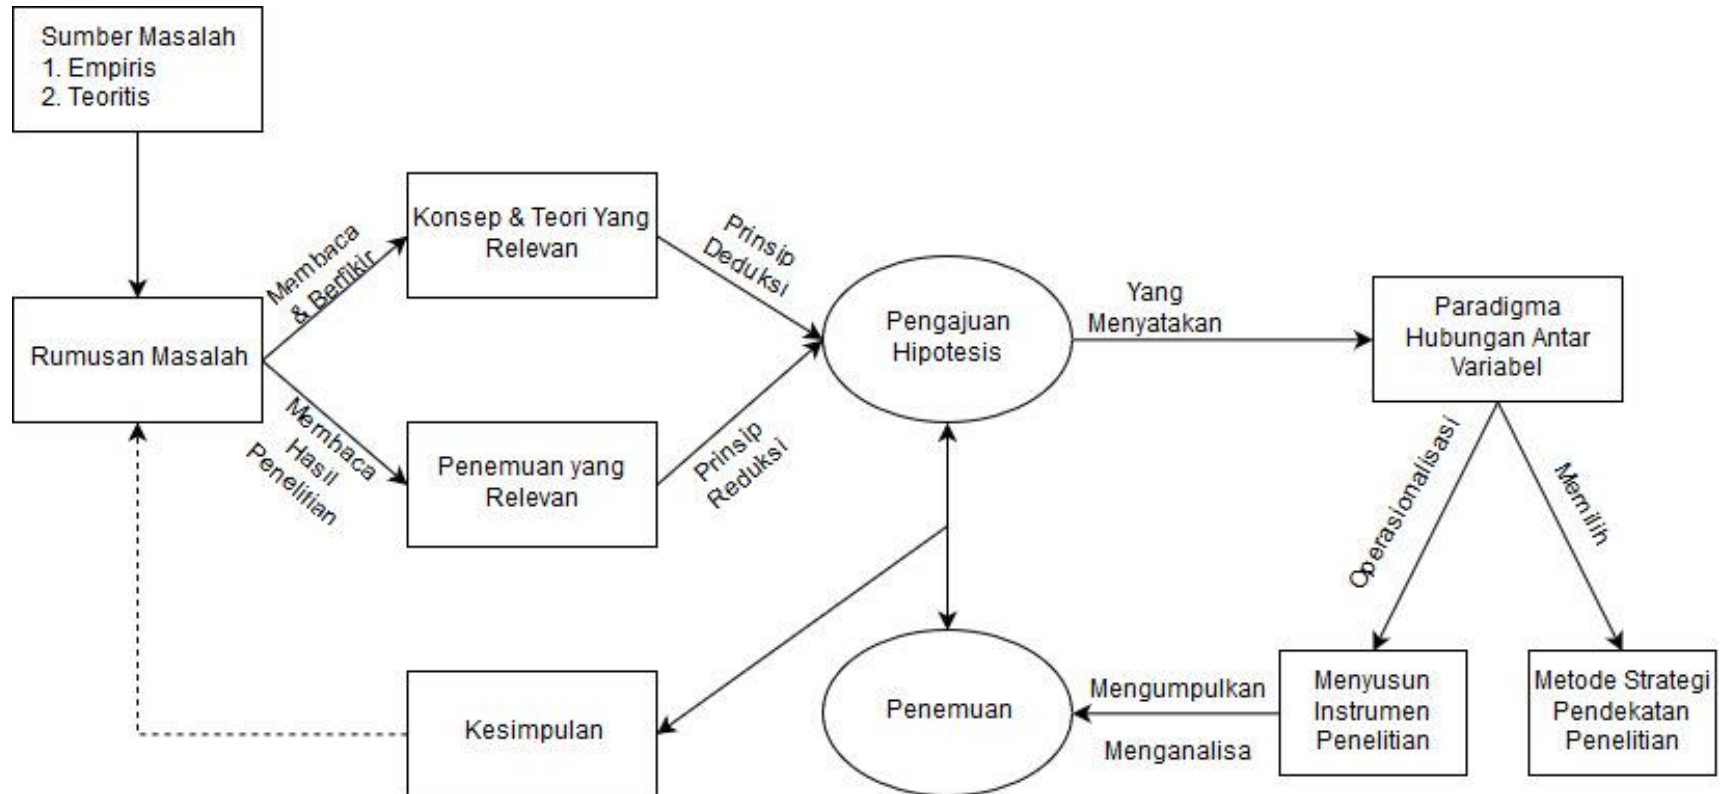 Sumber Masalah
1. Empiris
2. Teoritis
Rumusan Masalah
Membaca
& Berfikir
Konsep & Teori Yang
Relevan
Membaca
Hasil
Penelitian
Penemuan yang
Relevan
Prinsip
Deduksi
Prinsip
Reduksi
Pengajuan
Hipotesis
Yang
Menyatakan
Paradigma
Hubungan Antar
Variabel
Operasionalisasi
Memilih
Menyusun
Instrumen
Penelitian
Metode Strategi
Pendekatan
Penelitian
Mengumpulkan
Menganalisa
Penemuan
Kesimpulan